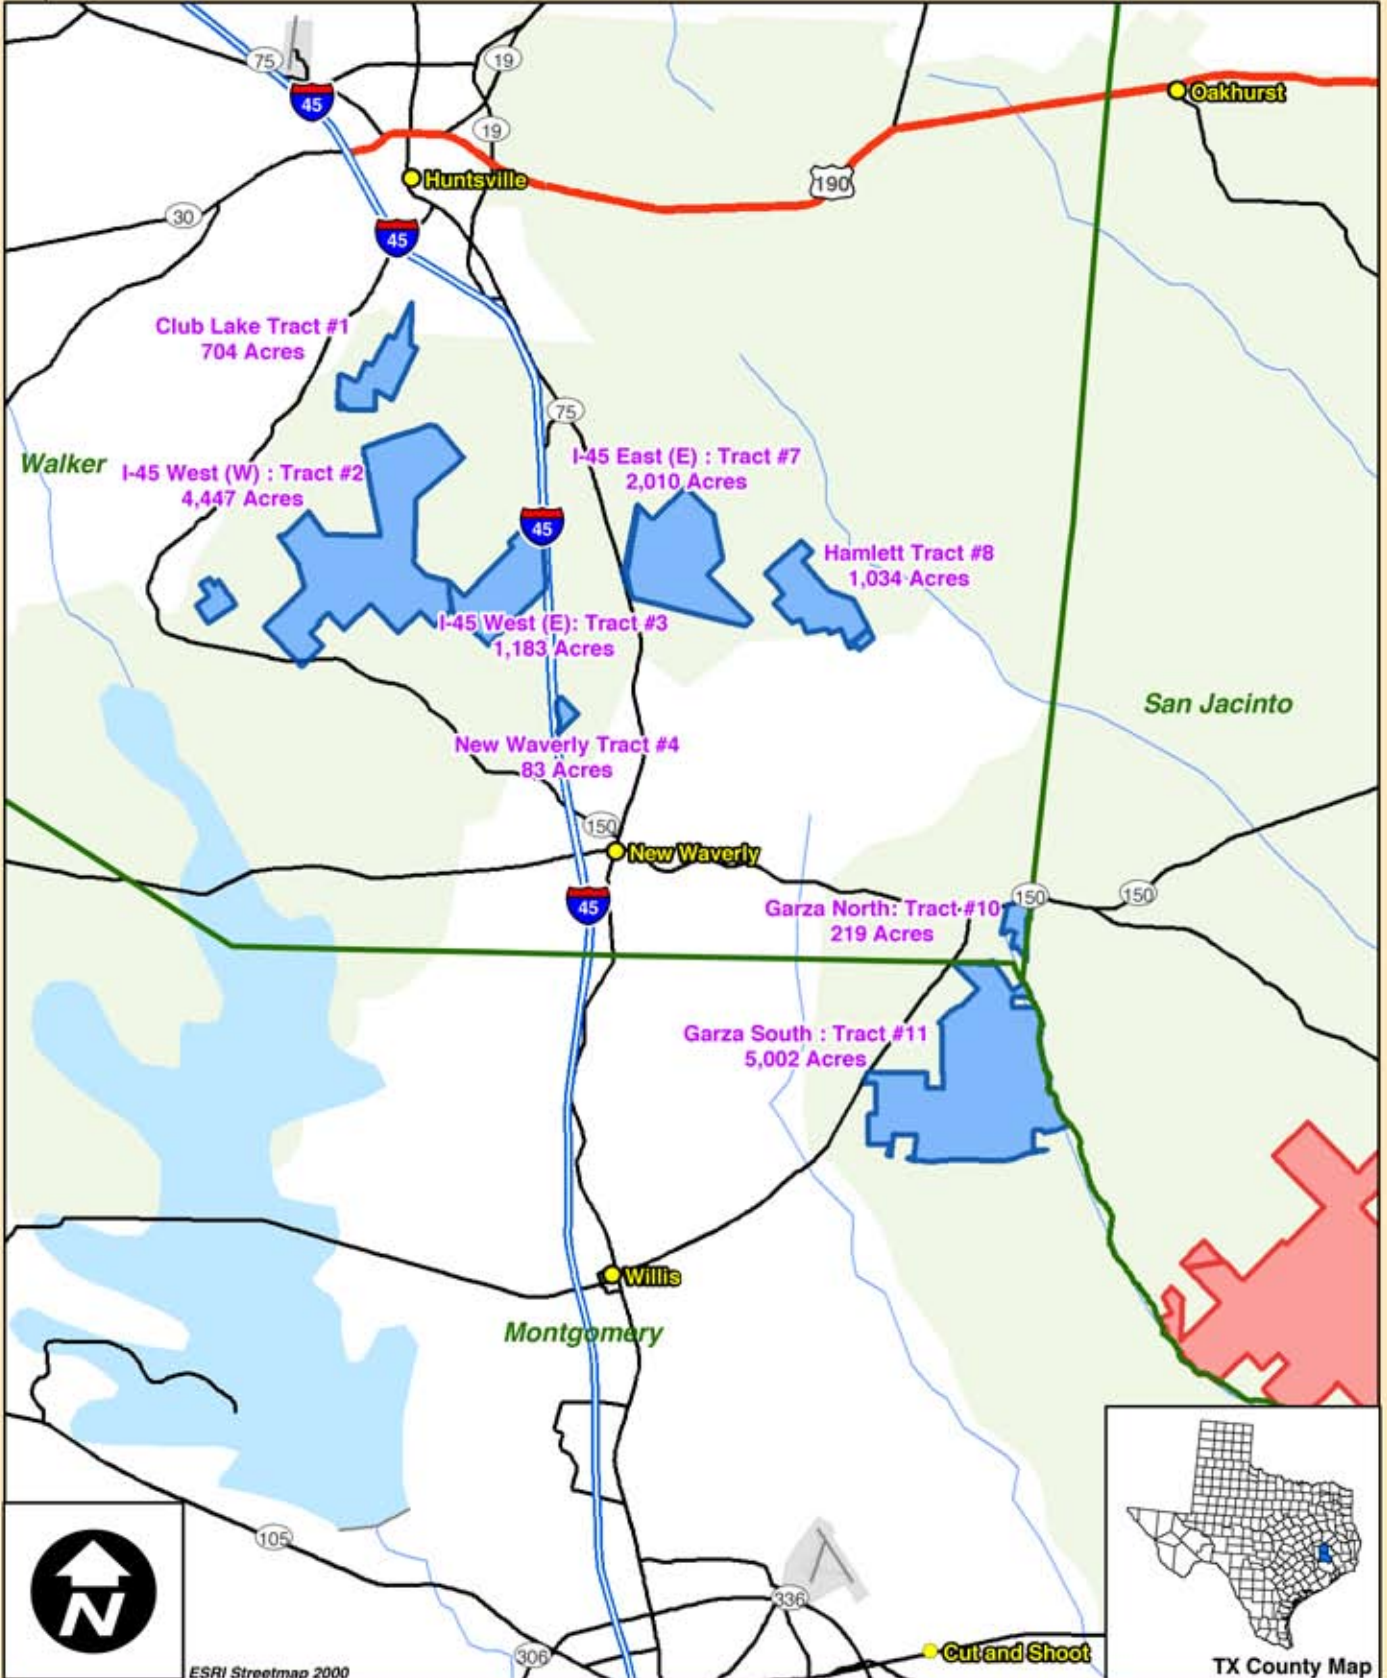 75
19
45
Oakhurst
19
190
Huntsville
30
45
Club Lake Tract #1
704 Acres
75
Walker
I-45 West (W) : Tract #2
4,447 Acres
I-45 East (E) : Tract #7
2,010 Acres
45
Hamlett Tract #8
1,034 Acres
I-45 West (E): Tract #3
1,183 Acres
San Jacinto
New Waverly Tract #4
83 Acres
150
New Waverly
150
150
45
Garza North: Tract #10
219 Acres
Garza South : Tract #11
5,002 Acres
Willis
Montgomery
105
336
N
306
Cut and Shoot
ESRI Streetmap 2000
TX County Map